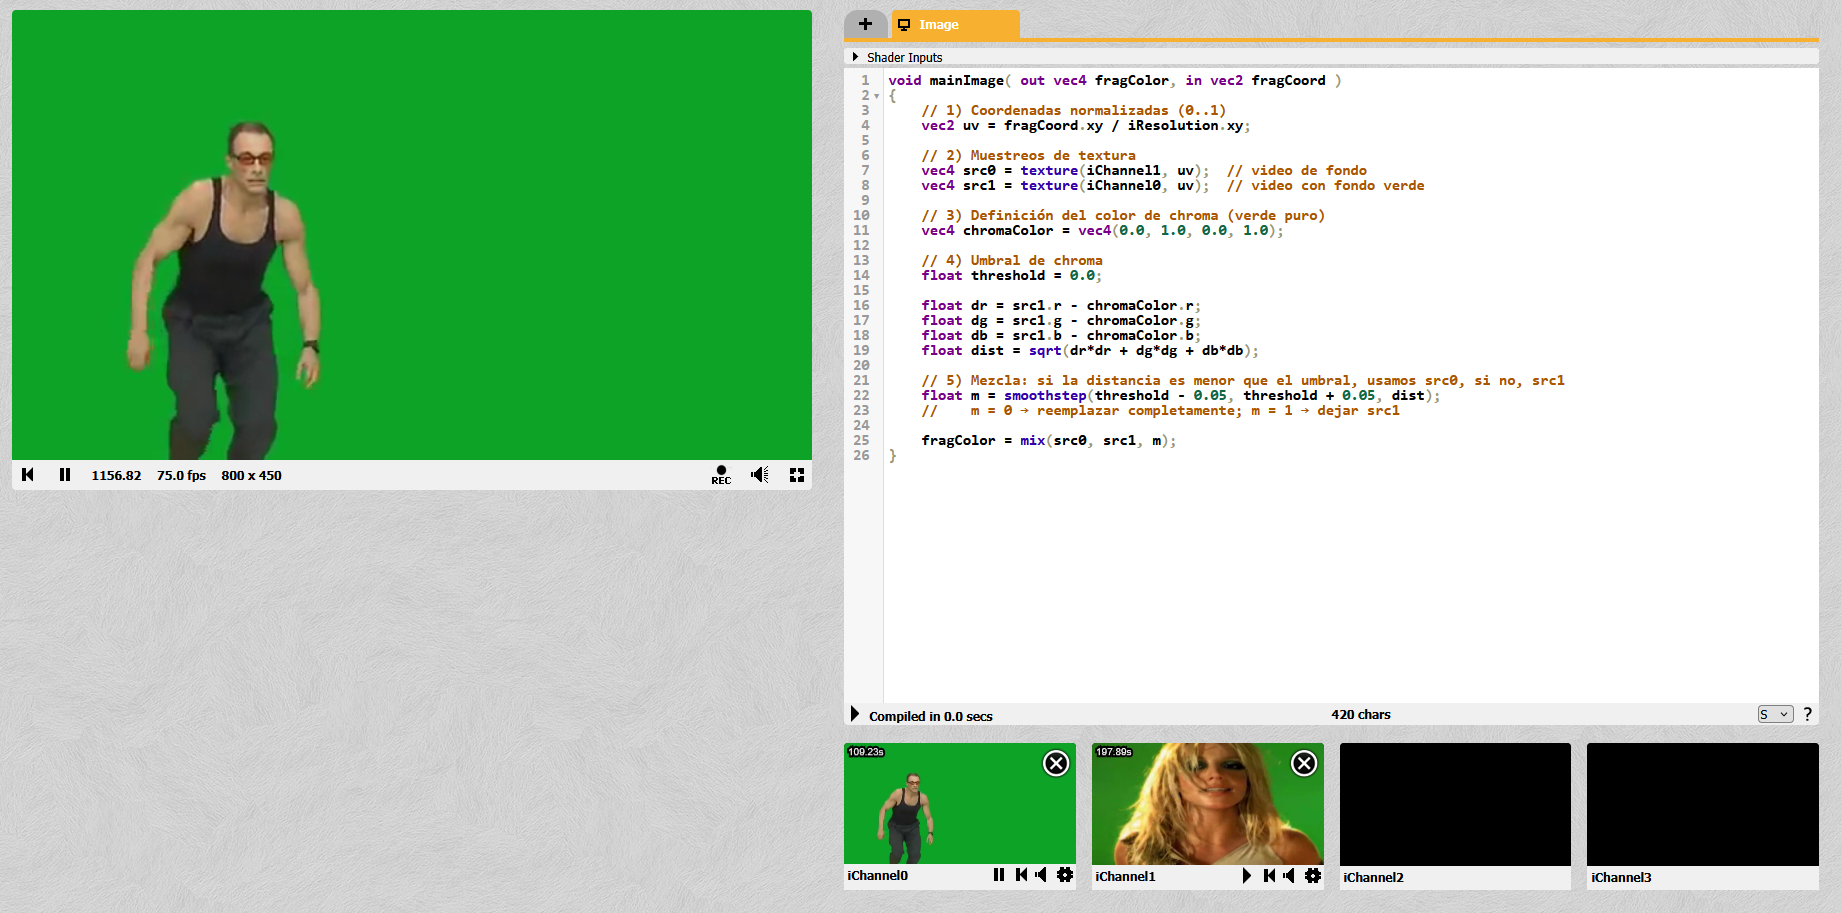 1156.82 75.0 fps 800 x 450
REC
+ Image
Shader Inputs
1 void mainImage( out vec4 fragColor, in vec2 fragCoord )
2 {
3 // 1) Coordenadas normalizadas (0..1)
4 vec2 uv = fragCoord.xy / iResolution.xy;
5
6 // 2) Muestreos de textura
7 vec4 src0 = texture(iChannel1, uv); // video de fondo
8 vec4 src1 = texture(iChannel0, uv); // video con fondo verde
9
10 // 3) Definición del color de chroma (verde puro)
11 vec4 chromaColor = vec4(0.0, 1.0, 0.0, 1.0);
12
13 // 4) Umbral de chroma
14 float threshold = 0.0;
15
16 float dr = src1.r - chromaColor.r;
17 float dg = src1.g - chromaColor.g;
18 float db = src1.b - chromaColor.b;
19 float dist = sqrt(dr*dr + dg*dg + db*db);
20
21 // 5) Mezcla: si la distancia es menor que el umbral, usamos src0, si no, src1
22 float m = smoothstep(threshold - 0.05, threshold + 0.05, dist);
23 // m = 0 → reemplazar completamente; m = 1 → dejar src1
24
25 fragColor = mix(src0, src1, m);
26 }
Compiled in 0.0 secs 420 chars S ?
109.23s 197.89s
iChannel0 iChannel1 iChannel2 iChannel3